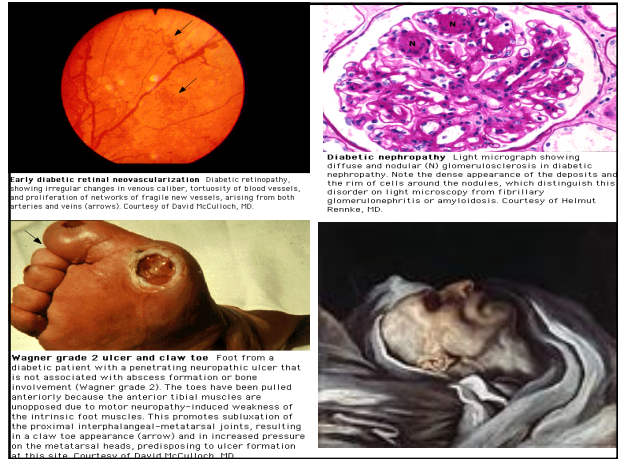 Early diabetic retinal neovascularization Diabetic retinopathy,
showing irregular changes in venous caliber, tortuosity of blood vessels,
and proliferation of networks of fragile new vessels, arising from both
arteries and veins (arrows). Courtesy of David McCulloch, MD.
N
N
Diabetic nephropathy Light micrograph showing
diffuse and nodular (N) glomerulosclerosis in diabetic
nephropathy. Note the dense appearance of the deposits and
the rim of cells around the nodules, which distinguish this
disorder on light microscopy from fibrillary
glomerulonephritis or amyloidosis. Courtesy of Helmut
Rennke, MD.
Wagner grade 2 ulcer and claw toe Foot from a
diabetic patient with a penetrating neuropathic ulcer that
is not associated with abscess formation or bone
involvement (Wagner grade 2). The toes have been pulled
anteriorly because the anterior tibial muscles are
unopposed due to motor neuropathy-induced weakness of
the intrinsic foot muscles. This promotes subluxation of
the proximal interphalangeal-metatarsal joints, resulting
in a claw toe appearance (arrow) and in increased pressure
on the metatarsal heads, predisposing to ulcer formation
at this site. Courtesy of David McCulloch, MD.